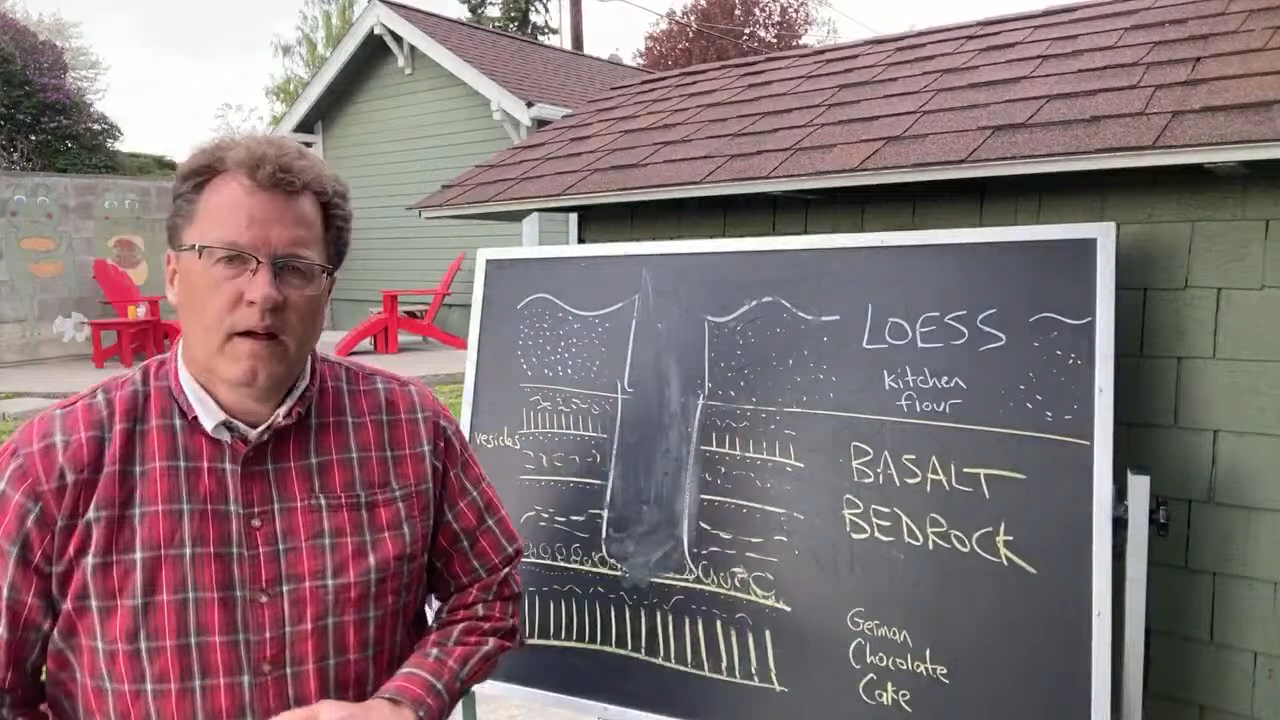 LOESS
kitchen
flour
vesicles
BASALT
BEDROCK
German
Chocolate
Cake